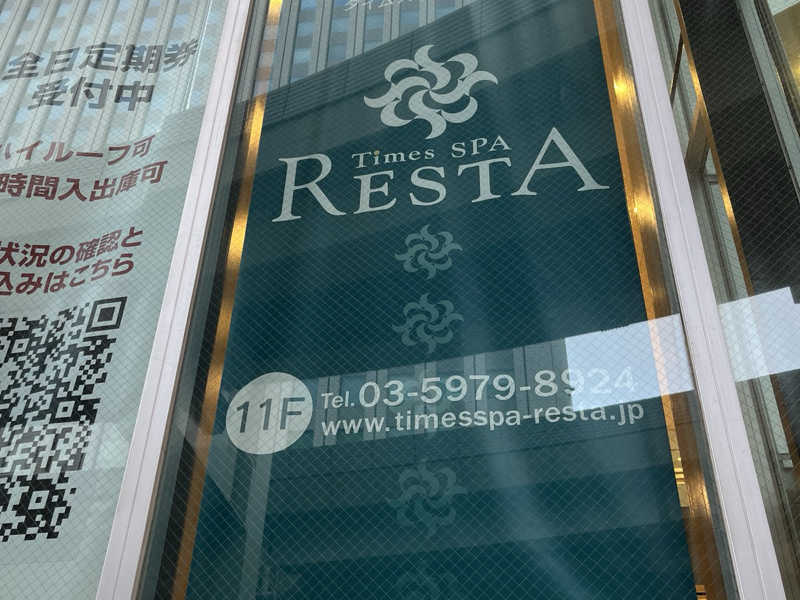 全日定期券
受付中
ハイルーフ可
時間入出庫可
状況の確認と
込みはこちら
Times SPA
RESTA
11F
Tel. 03-5979-8924
www.timesspa-resta.jp